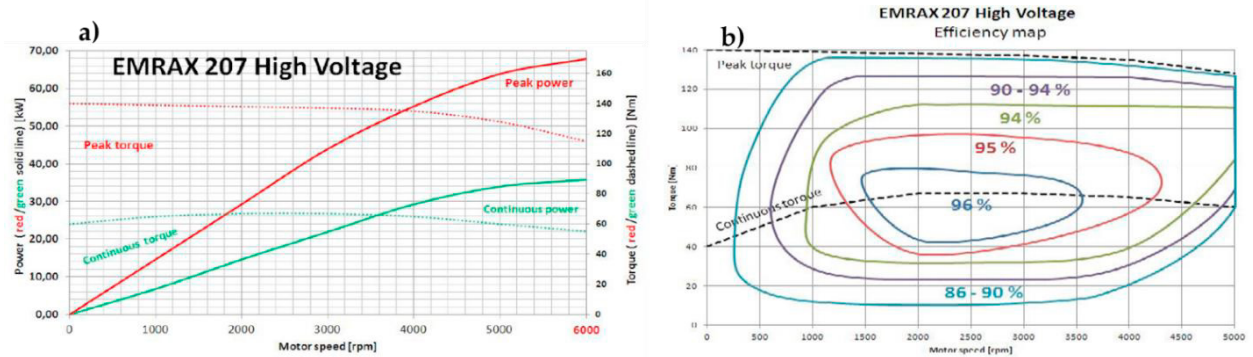 a)
EMRAX 207 High Voltage
Power ( red/green solid line) [kW]
70,00
60,00
50,00
40,00
30,00
20,00
10,00
0,00
Peak power
Peak torque
Continuous power
Continuous torque
160
140
120
100
80
60
40
20
0
Torque ( red/green dashed line) [Nm]
0
1000
2000
3000
4000
5000
6000
Motor speed [rpm]
b)
EMRAX 207 High Voltage
Efficiency map
Torque [Nm]
140
120
100
80
60
40
20
0
Peak torque
90 - 94 %
94 %
95 %
96 %
Continuous torque
86 - 90 %
0
500
1000
1500
2000
2500
3000
3500
4000
4500
5000
Motor speed [rpm]